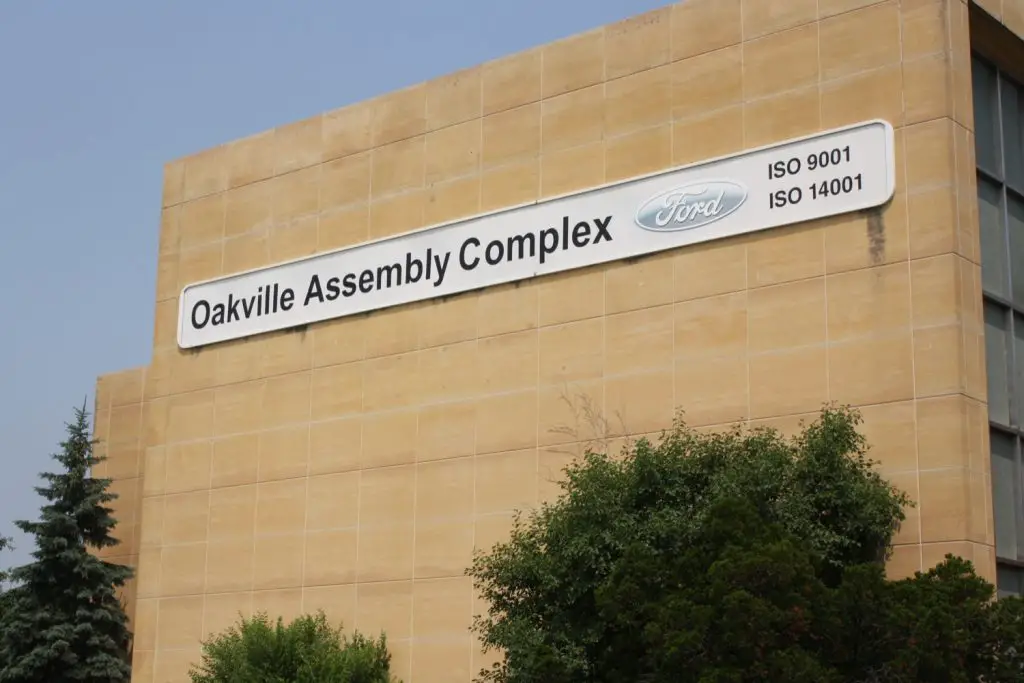 Oakville Assembly Complex Ford ISO 9001
ISO 14001